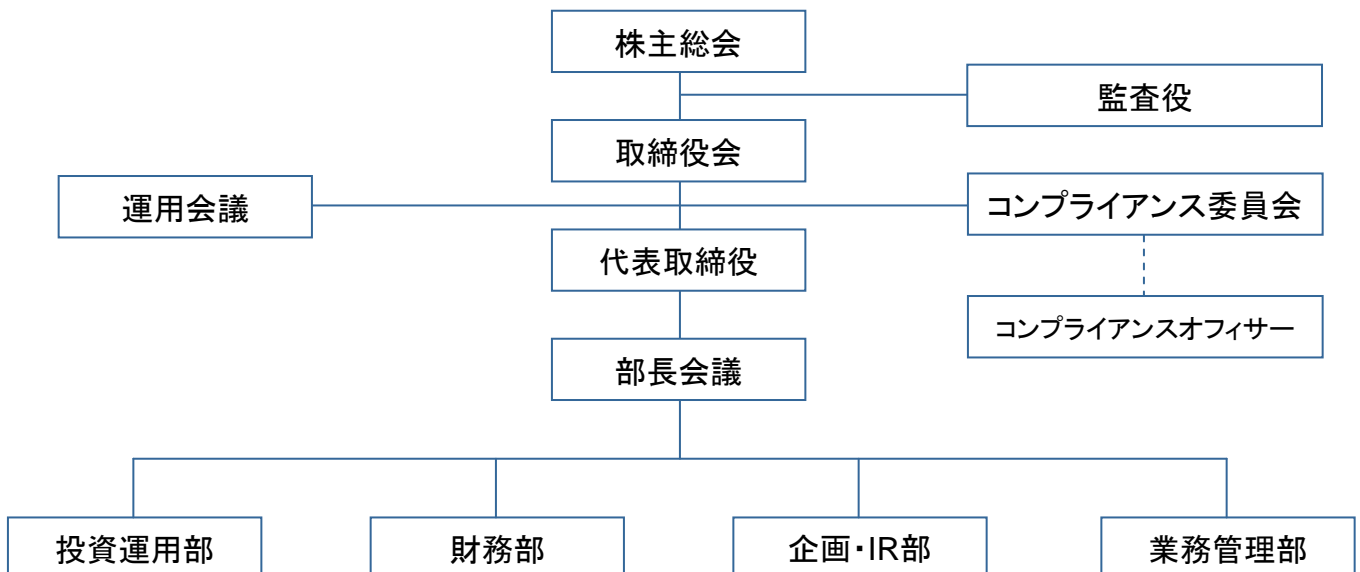 株主総会
監査役
取締役会
運用会議
コンプライアンス委員会
代表取締役
コンプライアンスオフィサー
部長会議
投資運用部
財務部
企画・IR部
業務管理部